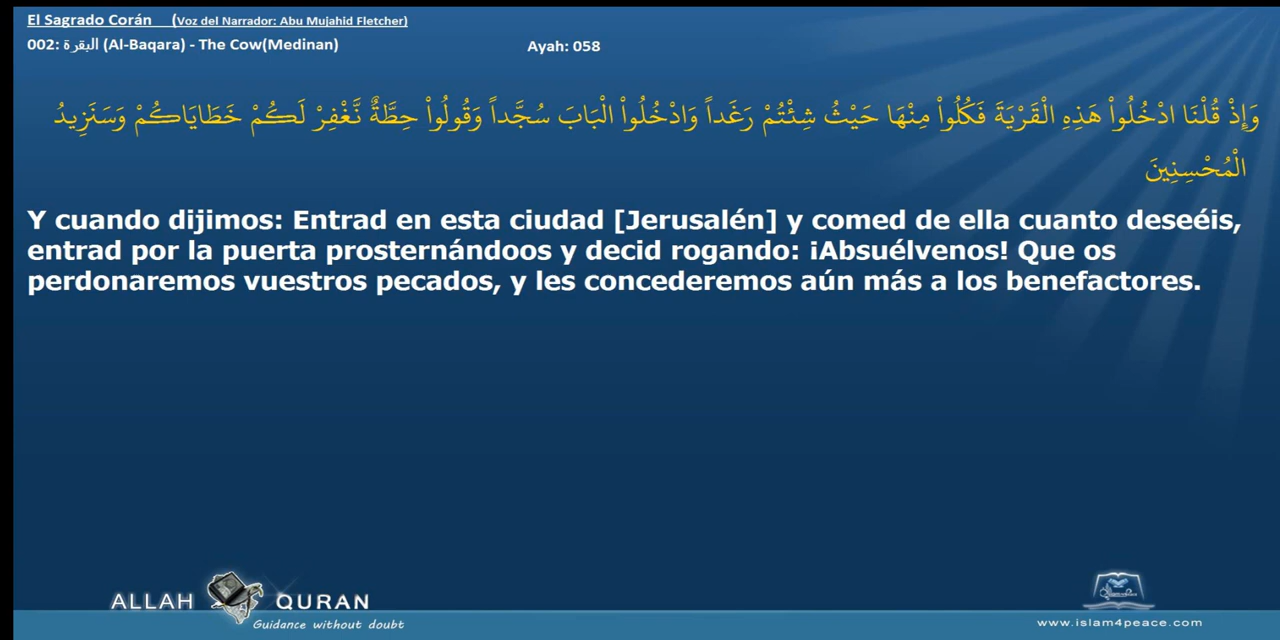 El Sagrado Corán (Voz del Narrador: Abu Mujahid Fletcher)
002: البقرة (Al-Baqara) - The Cow(Medinan) Ayah: 058
وَإِذْ قُلْنَا ادْخُلُواْ هَذِهِ الْقَرْيَةَ فَكُلُواْ مِنْهَا حَيْثُ شِئْتُمْ رَغَداً وَادْخُلُواْ الْبَابَ سُجَّداً وَقُولُواْ حِطَّةٌ نَّغْفِرْ لَكُمْ خَطَايَاكُمْ وَسَنَزِيدُ
الْمُحْسِنِينَ
Y cuando dijimos: Entrad en esta ciudad [Jerusalén] y comed de ella cuanto deseéis,
entrad por la puerta prosternándoos y decid rogando: ¡Absuélvenos! Que os
perdonaremos vuestros pecados, y les concederemos aún más a los benefactores.
ALLAH QURAN
Guidance without doubt
www.islam4peace.com